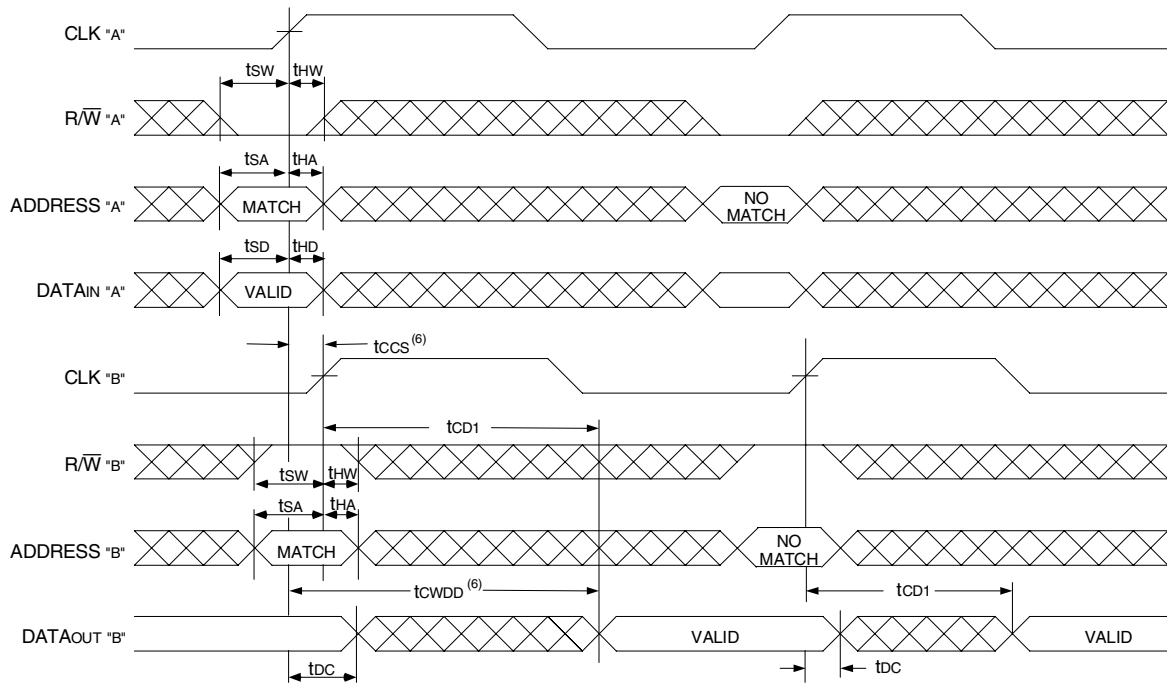 CLK "A"
tSW tHW
R/W̅ "A"
tSA tHA
ADDRESS "A" MATCH NO MATCH
tSD tHD
DATAIN "A" VALID
tCCS(6)
CLK "B"
tCD1
R/W̅ "B"
tSW tHW
tSA tHA
ADDRESS "B" MATCH NO MATCH
tCWDD(6) tCD1
DATAOUT "B" VALID VALID
tDC tDC